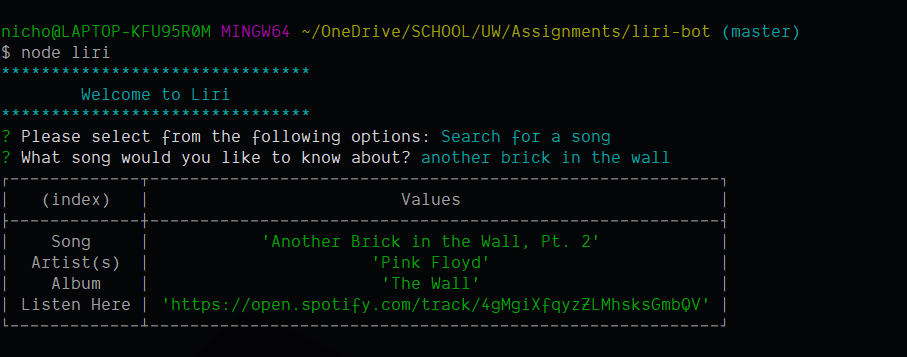 nicho@LAPTOP-KFU95R0M MINGW64 ~/OneDrive/SCHOOL/UW/Assignments/liri-bot (master)
$ node liri
*******************************
Welcome to Liri
*******************************
? Please select from the following options: Search for a song
? What song would you like to know about? another brick in the wall
(index) Values
Song 'Another Brick in the Wall, Pt. 2'
Artist(s) 'Pink Floyd'
Album 'The Wall'
Listen Here 'https://open.spotify.com/track/4gMgiXfqyzZLMhsksGmbQV'